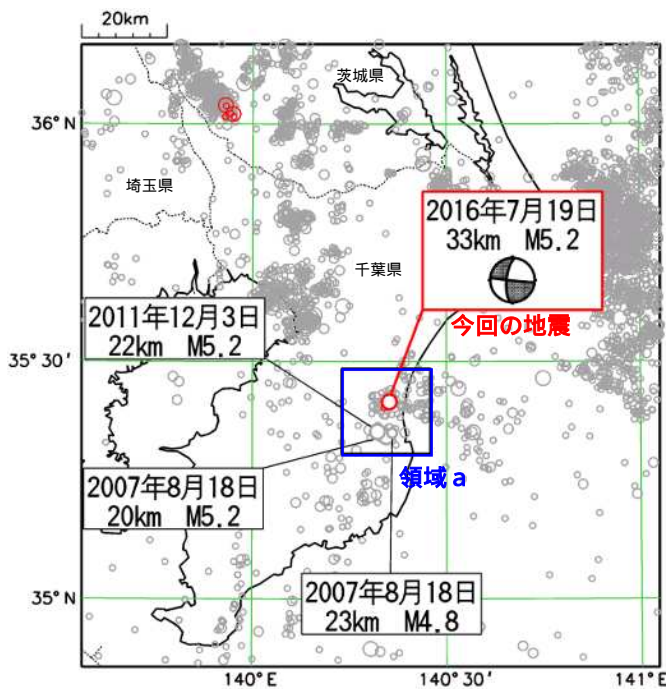 20km
茨城県
36°N
埼玉県
2016年7月19日
33km M5.2
千葉県
今回の地震
2011年12月3日
22km M5.2
35°30′
領域a
2007年8月18日
20km M5.2
2007年8月18日
23km M4.8
35°N
140°E
140°30′
141°E